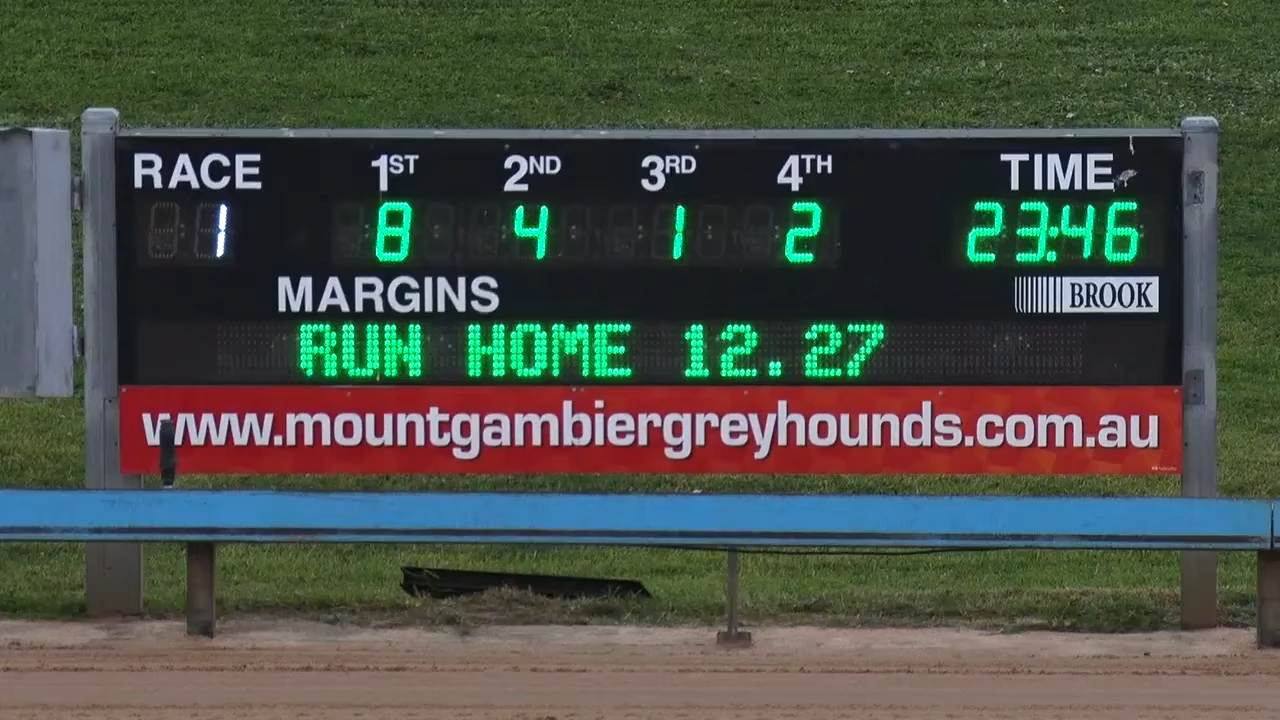 RACE 1ST 2ND 3RD 4TH TIME
1 8 4 1 2 23:46
MARGINS BROOK
RUN HOME 12.27
www.mountgambiergreyhounds.com.au